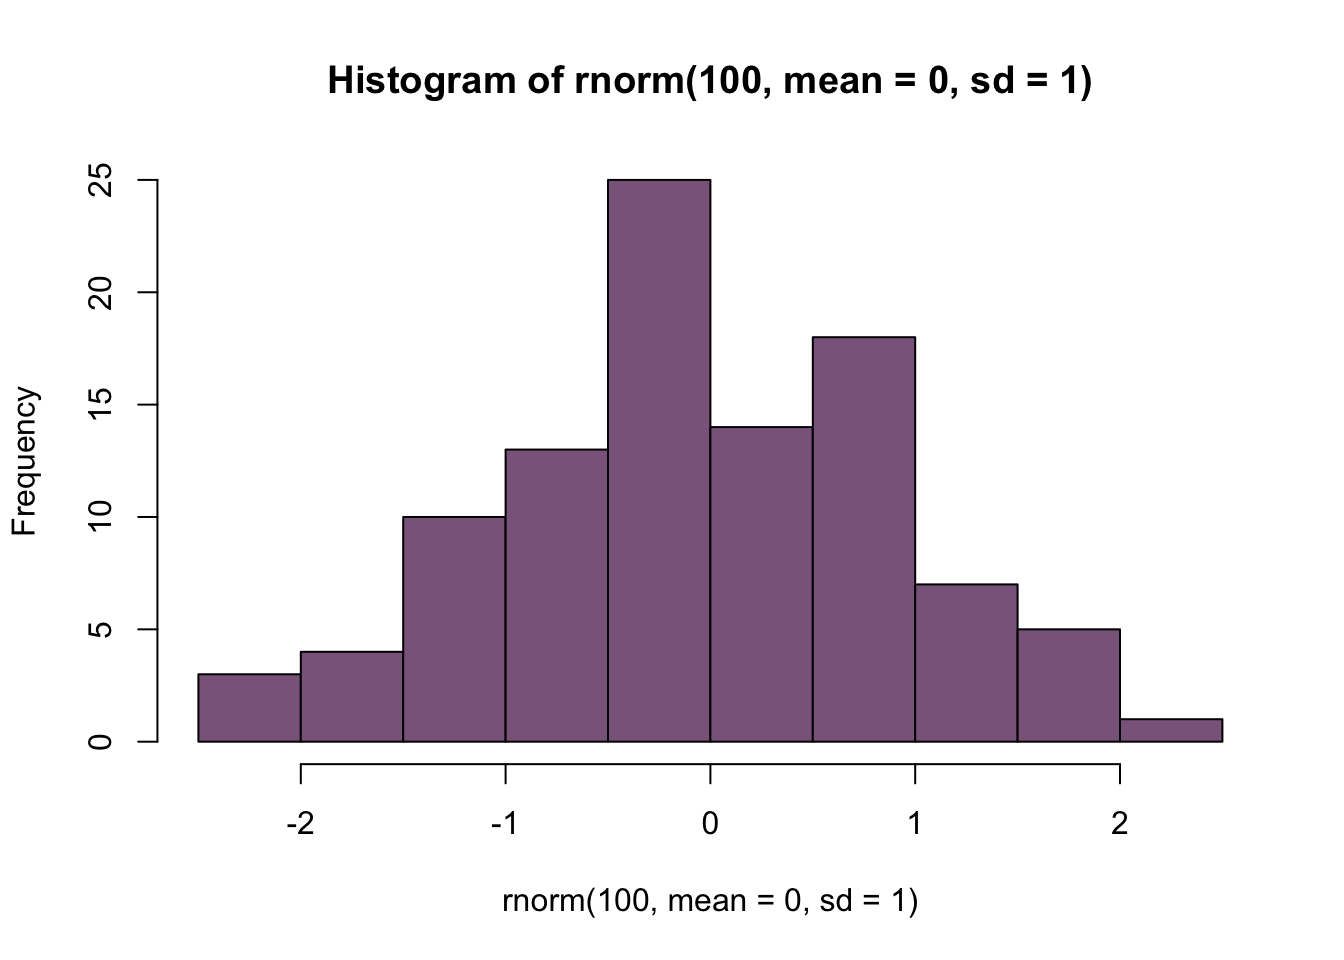 Histogram of rnorm(100, mean = 0, sd = 1)
25
20
15
10
5
0
Frequency
-2 -1 0 1 2
rnorm(100, mean = 0, sd = 1)